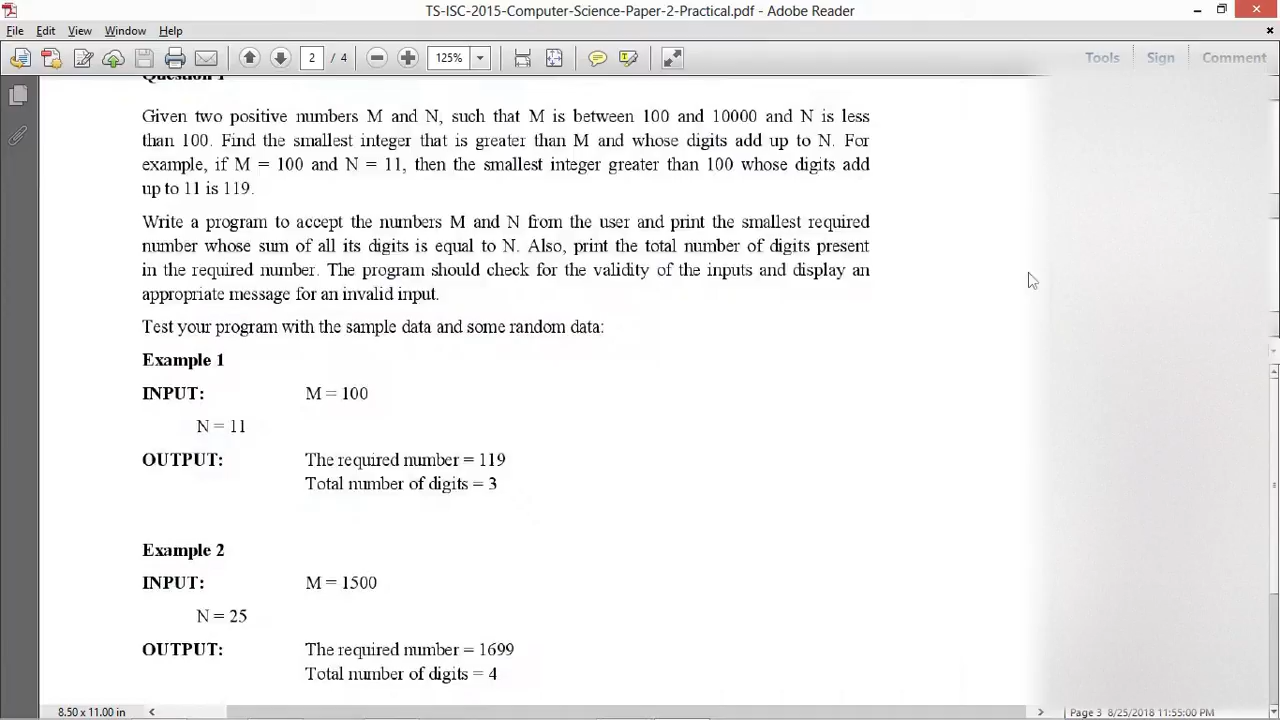 TS-ISC-2015-Computer-Science-Paper-2-Practical.pdf - Adobe Reader
File Edit View Window Help
2 / 4 125% Tools Sign Comment
Question 1
Given two positive numbers M and N, such that M is between 100 and 10000 and N is less
than 100. Find the smallest integer that is greater than M and whose digits add up to N. For
example, if M = 100 and N = 11, then the smallest integer greater than 100 whose digits add
up to 11 is 119.
Write a program to accept the numbers M and N from the user and print the smallest required
number whose sum of all its digits is equal to N. Also, print the total number of digits present
in the required number. The program should check for the validity of the inputs and display an
appropriate message for an invalid input.
Test your program with the sample data and some random data:
Example 1
INPUT: M = 100
N = 11
OUTPUT: The required number = 119
Total number of digits = 3
Example 2
INPUT: M = 1500
N = 25
OUTPUT: The required number = 1699
Total number of digits = 4
8.50 x 11.00 in Page 3 8/25/2018 11:55:00 PM